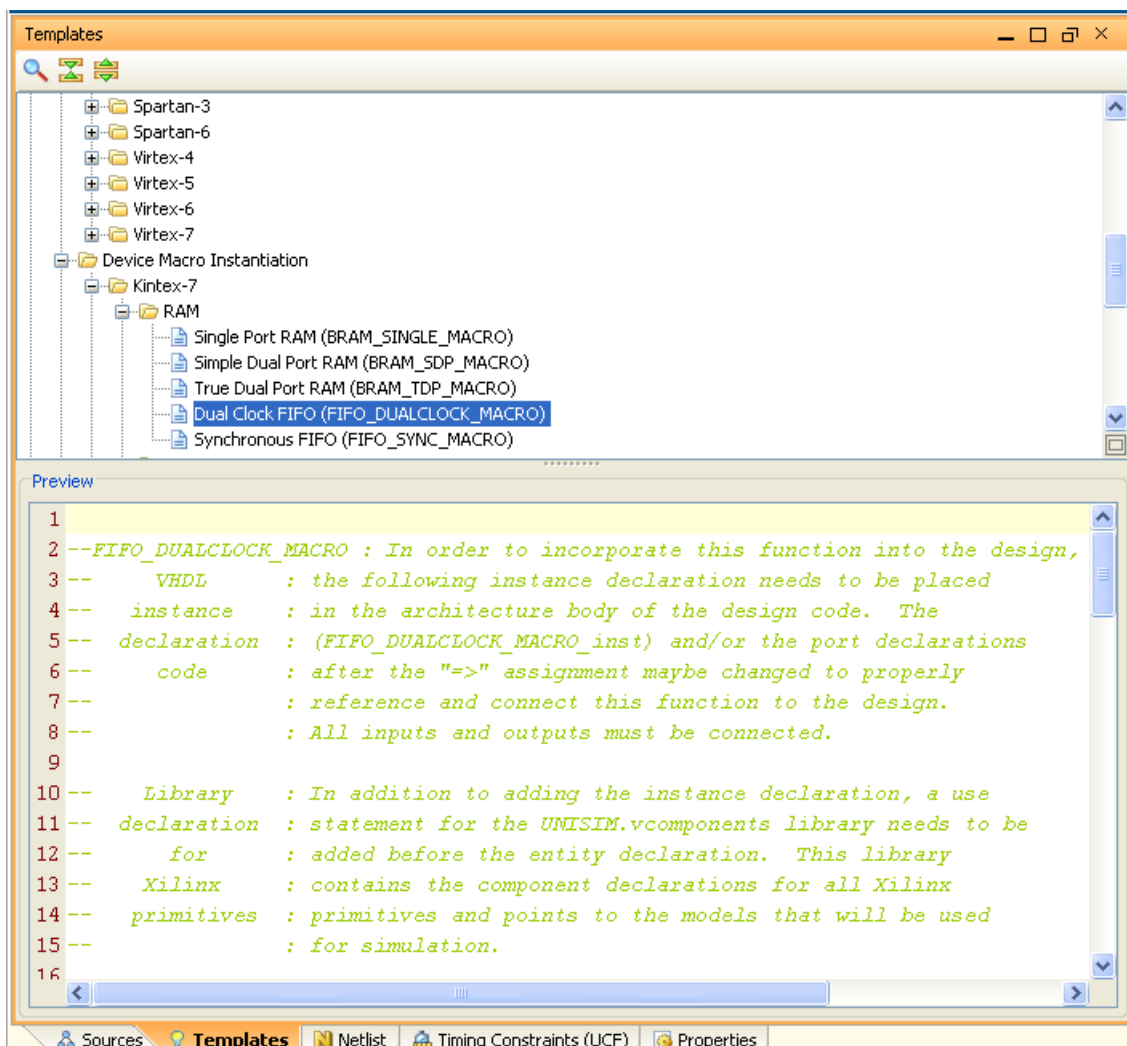 Templates
Spartan-3
Spartan-6
Virtex-4
Virtex-5
Virtex-6
Virtex-7
Device Macro Instantiation
Kintex-7
RAM
Single Port RAM (BRAM_SINGLE_MACRO)
Simple Dual Port RAM (BRAM_SDP_MACRO)
True Dual Port RAM (BRAM_TDP_MACRO)
Dual Clock FIFO (FIFO_DUALCLOCK_MACRO)
Synchronous FIFO (FIFO_SYNC_MACRO)
Preview
1
2 --FIFO_DUALCLOCK_MACRO : In order to incorporate this function into the design,
3 --     VHDL      : the following instance declaration needs to be placed
4 --   instance    : in the architecture body of the design code.  The
5 --  declaration  : (FIFO_DUALCLOCK_MACRO_inst) and/or the port declarations
6 --     code      : after the "=>" assignment maybe changed to properly
7 --               : reference and connect this function to the design.
8 --               : All inputs and outputs must be connected.
9
10 --    Library    : In addition to adding the instance declaration, a use
11 --  declaration  : statement for the UNISIM.vcomponents library needs to be
12 --      for      : added before the entity declaration.  This library
13 --    Xilinx     : contains the component declarations for all Xilinx
14 --   primitives  : primitives and points to the models that will be used
15 --               : for simulation.
16
Sources Templates Netlist Timing Constraints (UCF) Properties